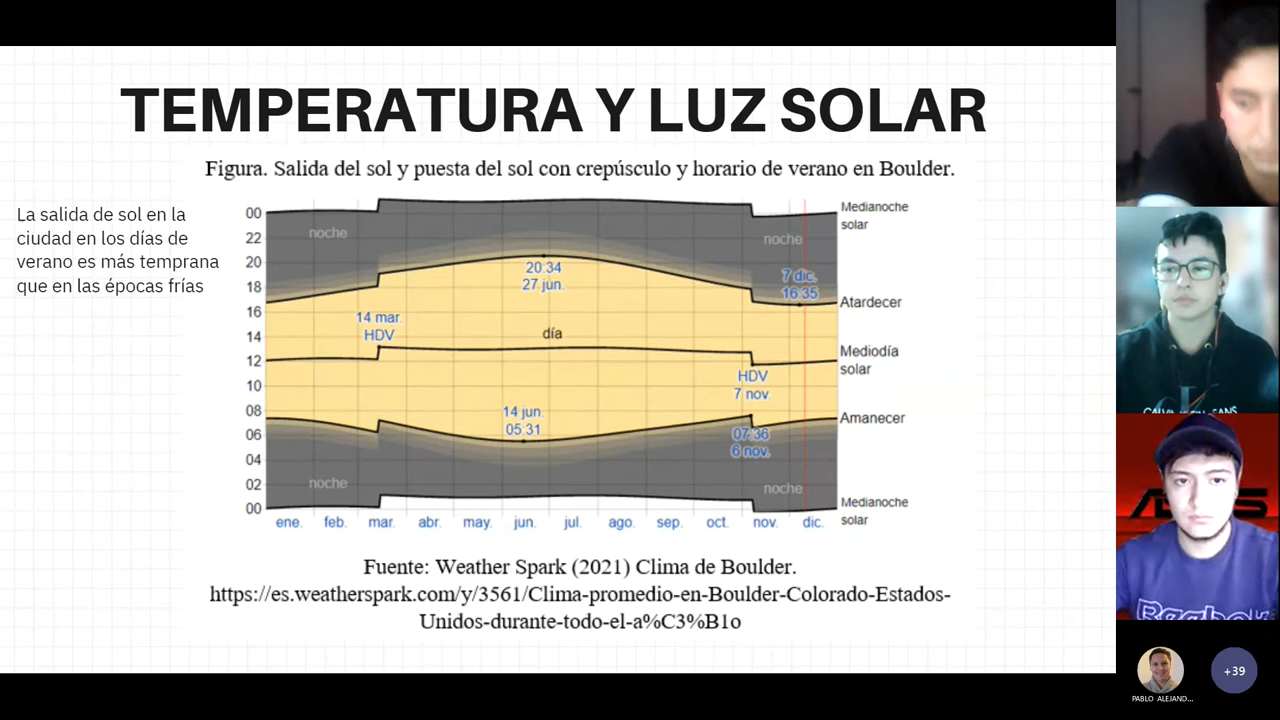 TEMPERATURA Y LUZ SOLAR
Figura. Salida del sol y puesta del sol con crepúsculo y horario de verano en Boulder.
La salida de sol en la
ciudad en los días de
verano es más temprana
que en las épocas frías
00
22
20
18
16
14
12
10
08
06
04
02
00
noche
noche
20:34
27 jun.
7 dic.
16:35
14 mar.
HDV
día
HDV
7 nov.
14 jun.
05:31
07:36
6 nov.
noche
noche
Medianoche
solar
Atardecer
Mediodía
solar
Amanecer
Medianoche
solar
ene. feb. mar. abr. may. jun. jul. ago. sep. oct. nov. dic.
Fuente: Weather Spark (2021) Clima de Boulder.
https://es.weatherspark.com/y/3561/Clima-promedio-en-Boulder-Colorado-Estados-
Unidos-durante-todo-el-a%C3%B1o
PABLO ALEJAND...
+39